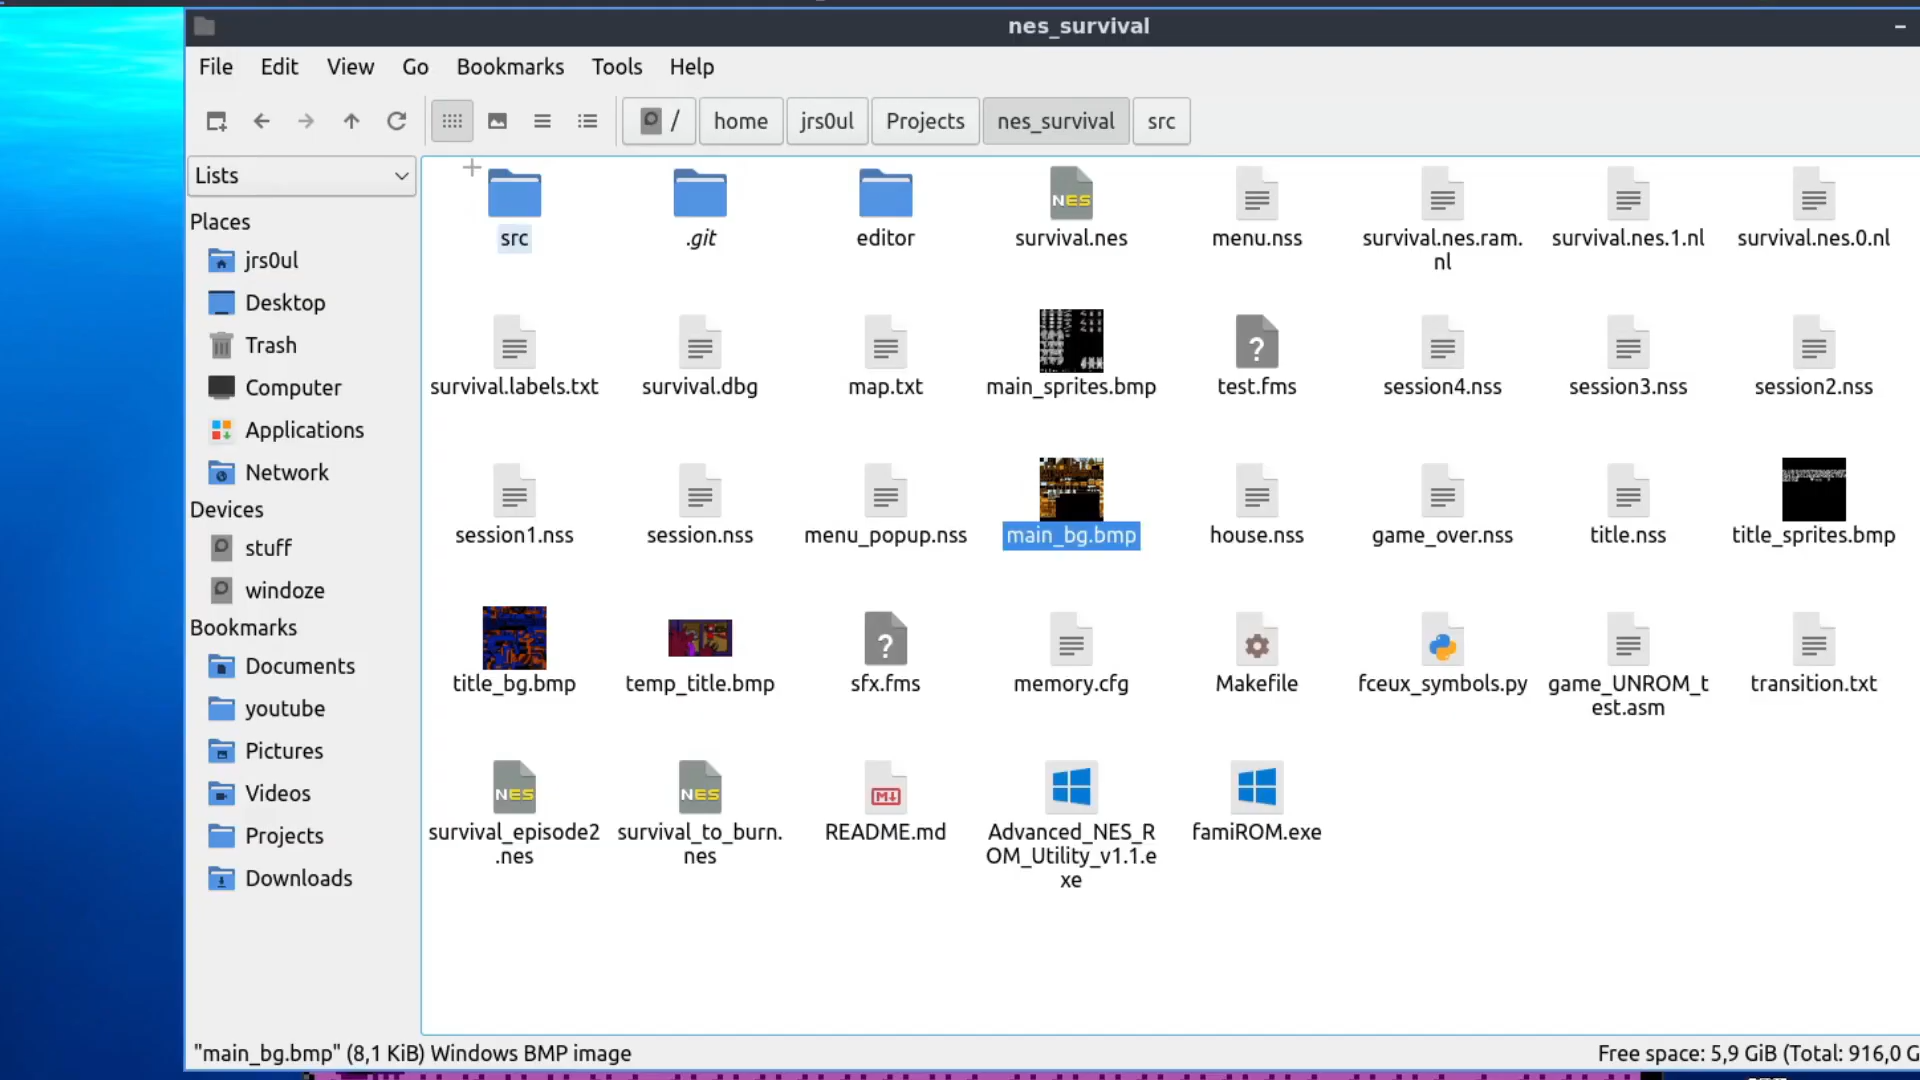 nes_survival
File Edit View Go Bookmarks Tools Help
/ home jrs0ul Projects nes_survival src
Lists
Places
jrs0ul
Desktop
Trash
Computer
Applications
Network
Devices
stuff
windoze
Bookmarks
Documents
youtube
Pictures
Videos
Projects
Downloads
NES
src .git editor survival.nes menu.nss survival.nes.ram. survival.nes.1.nl survival.nes.0.nl
nl
?
survival.labels.txt survival.dbg map.txt main_sprites.bmp test.fms session4.nss session3.nss session2.nss
session1.nss session.nss menu_popup.nss main_bg.bmp house.nss game_over.nss title.nss title_sprites.bmp
?
title_bg.bmp temp_title.bmp sfx.fms memory.cfg Makefile fceux_symbols.py game_UNROM_t transition.txt
est.asm
NES NES M
survival_episode2 survival_to_burn. README.md Advanced_NES_R famiROM.exe
.nes nes OM_Utility_v1.1.e
xe
"main_bg.bmp" (8,1 KiB) Windows BMP image Free space: 5,9 GiB (Total: 916,0 G